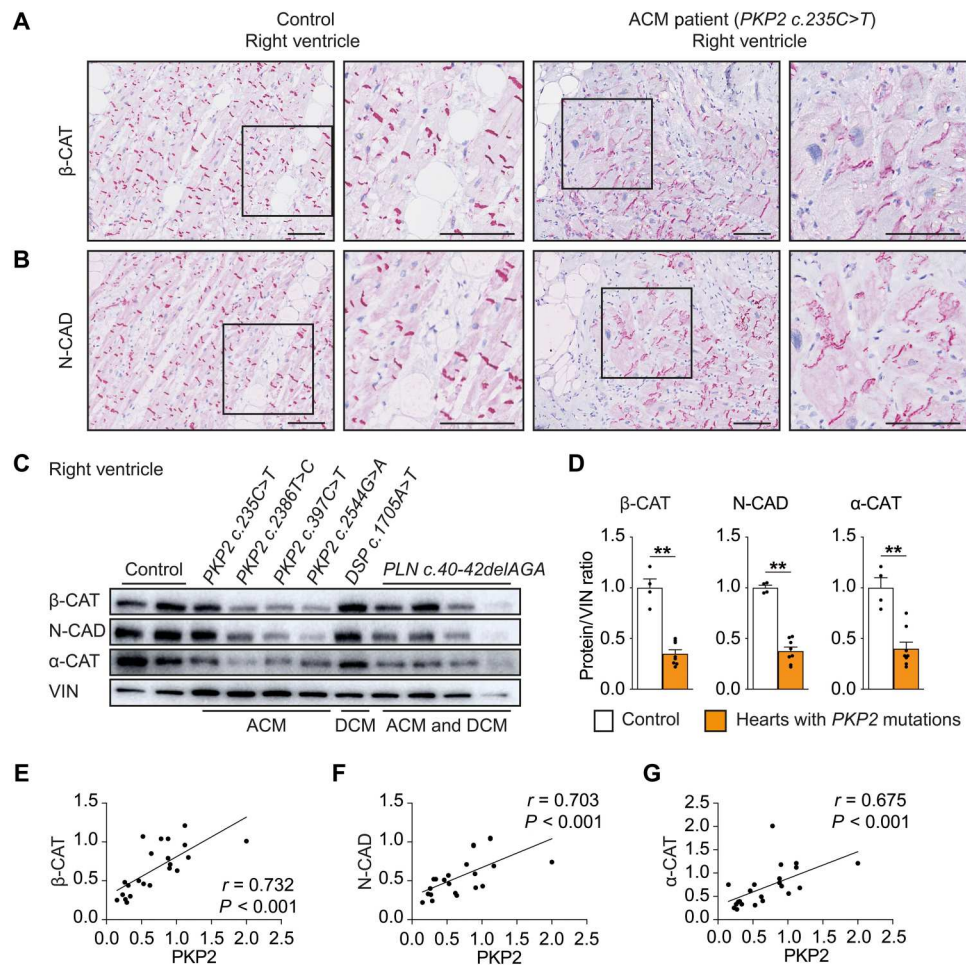 A
Control
Right ventricle
ACM patient (PKP2 c.235C>T)
Right ventricle
β-CAT
B
N-CAD
C
Right ventricle
Control
PKP2 c.235C>T
PKP2 c.2386T>C
PKP2 c.397C>T
PKP2 c.2544G>A
DSP c.1705A>T
PLN c.40-42delAGA
β-CAT
N-CAD
α-CAT
VIN
ACM
DCM
ACM and DCM
D
β-CAT
N-CAD
α-CAT
Protein/VIN ratio
1.5
1.0
0.5
0
**
1.5
1.0
0.5
0
**
1.5
1.0
0.5
0
**
Control
Hearts with PKP2 mutations
E
β-CAT
1.5
1.0
0.5
0.0
r = 0.732
P < 0.001
0.0 0.5 1.0 1.5 2.0 2.5
PKP2
F
N-CAD
1.5
1.0
0.5
0.0
r = 0.703
P < 0.001
0.0 0.5 1.0 1.5 2.0 2.5
PKP2
G
α-CAT
2.5
2.0
1.5
1.0
0.5
0.0
r = 0.675
P < 0.001
0.0 0.5 1.0 1.5 2.0 2.5
PKP2